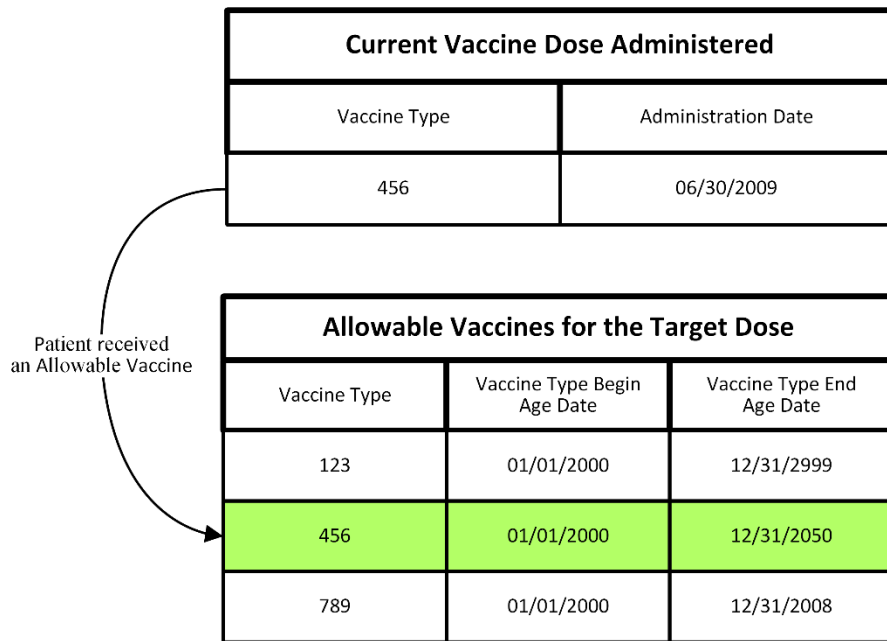 Current Vaccine Dose Administered
Vaccine Type Administration Date
456 06/30/2009
Patient received
an Allowable Vaccine
Allowable Vaccines for the Target Dose
Vaccine Type Vaccine Type Begin Age Date Vaccine Type End Age Date
123 01/01/2000 12/31/2999
456 01/01/2000 12/31/2050
789 01/01/2000 12/31/2008